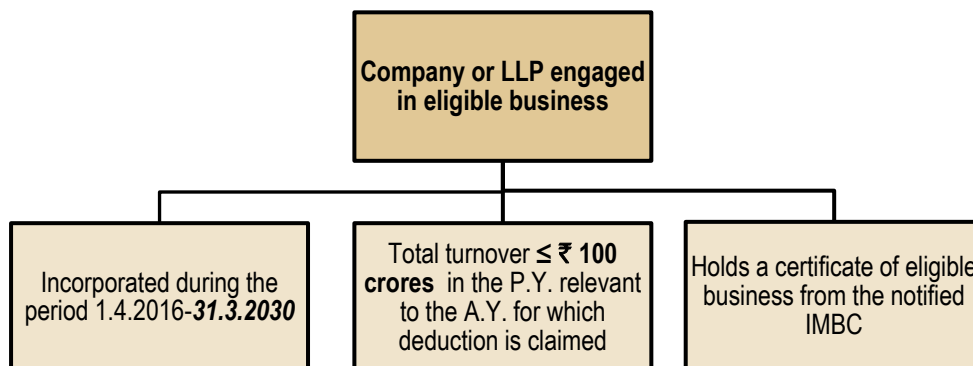 Company or LLP engaged
in eligible business
Incorporated during the
period 1.4.2016-31.3.2030
Total turnover ≤ ₹ 100
crores in the P.Y. relevant
to the A.Y. for which
deduction is claimed
Holds a certificate of eligible
business from the notified
IMBC